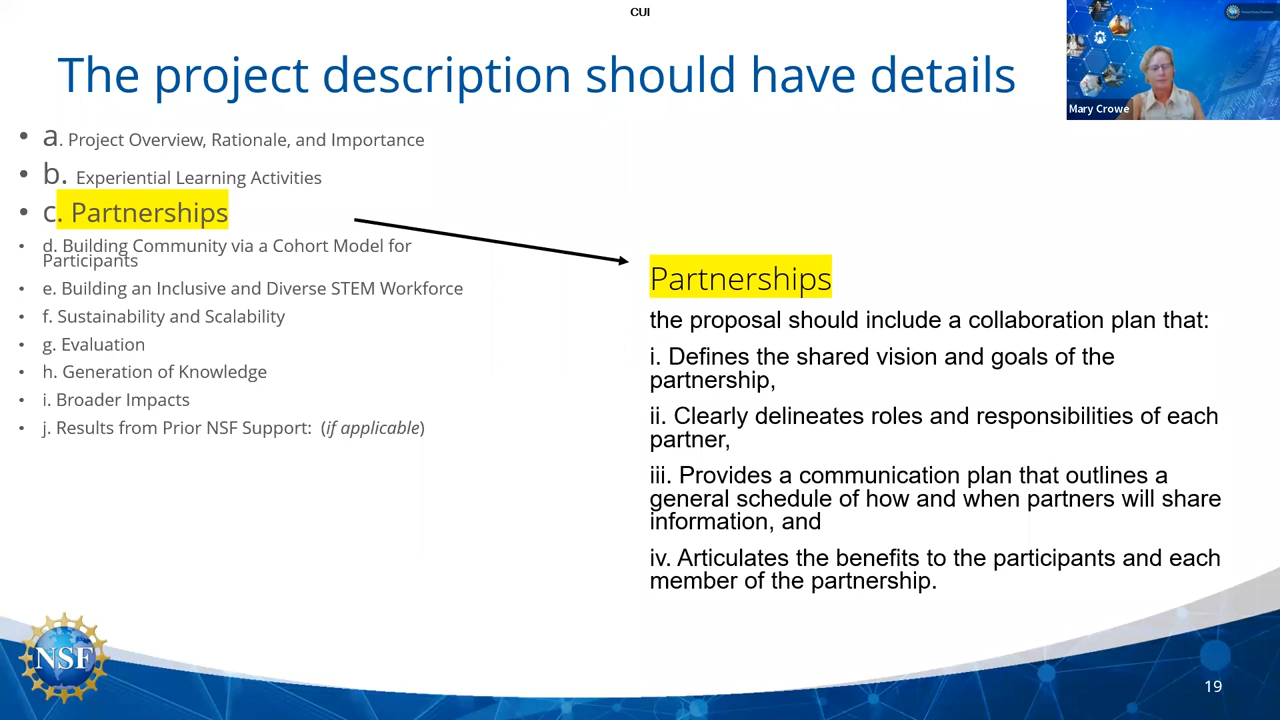 CUI
The project description should have details
Mary Crowe
• a. Project Overview, Rationale, and Importance
• b. Experiential Learning Activities
• c. Partnerships
• d. Building Community via a Cohort Model for
Participants
• e. Building an Inclusive and Diverse STEM Workforce
• f. Sustainability and Scalability
• g. Evaluation
• h. Generation of Knowledge
• i. Broader Impacts
• j. Results from Prior NSF Support: (if applicable)
Partnerships
the proposal should include a collaboration plan that:
i. Defines the shared vision and goals of the
partnership,
ii. Clearly delineates roles and responsibilities of each
partner,
iii. Provides a communication plan that outlines a
general schedule of how and when partners will share
information, and
iv. Articulates the benefits to the participants and each
member of the partnership.
NSF
19